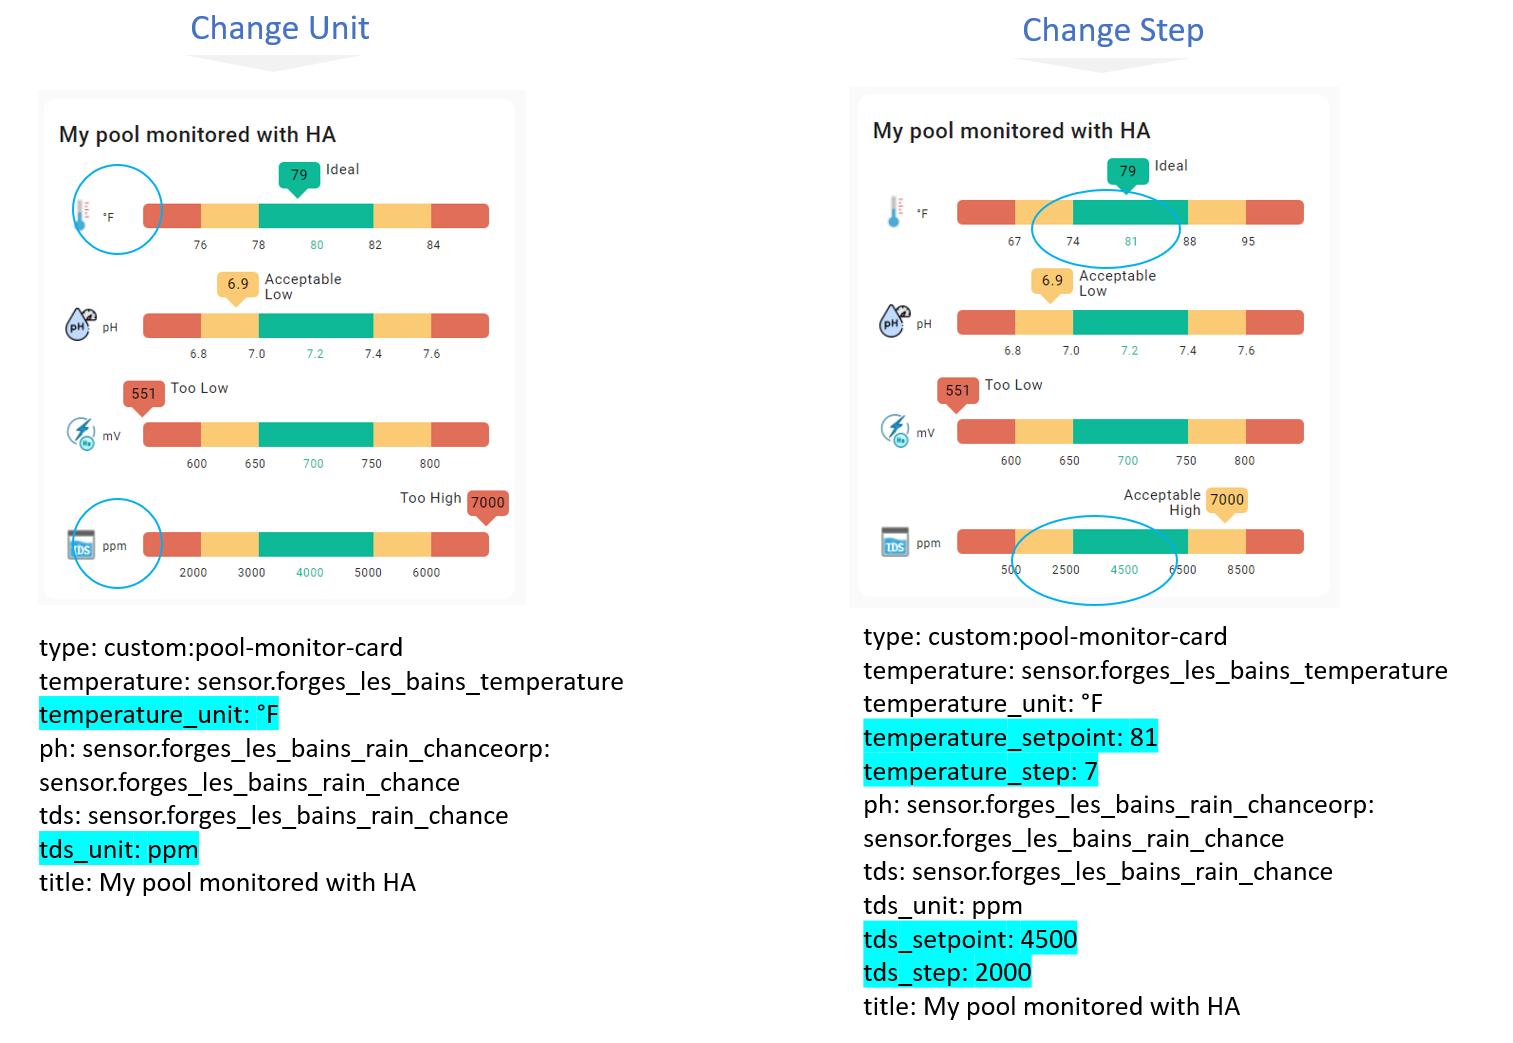 Change Unit
My pool monitored with HA
79 Ideal
°F
76 78 80 82 84
6.9 Acceptable
Low
pH pH
6.8 7.0 7.2 7.4 7.6
551 Too Low
mV
600 650 700 750 800
Too High 7000
TDS ppm
2000 3000 4000 5000 6000
type: custom:pool-monitor-card
temperature: sensor.forges_les_bains_temperature
temperature_unit: °F
ph: sensor.forges_les_bains_rain_chanceorp:
sensor.forges_les_bains_rain_chance
tds: sensor.forges_les_bains_rain_chance
tds_unit: ppm
title: My pool monitored with HA
Change Step
My pool monitored with HA
79 Ideal
°F
67 74 81 88 95
6.9 Acceptable
Low
pH pH
6.8 7.0 7.2 7.4 7.6
551 Too Low
mV
600 650 700 750 800
Acceptable
High 7000
TDS ppm
500 2500 4500 6500 8500
type: custom:pool-monitor-card
temperature: sensor.forges_les_bains_temperature
temperature_unit: °F
temperature_setpoint: 81
temperature_step: 7
ph: sensor.forges_les_bains_rain_chanceorp:
sensor.forges_les_bains_rain_chance
tds: sensor.forges_les_bains_rain_chance
tds_unit: ppm
tds_setpoint: 4500
tds_step: 2000
title: My pool monitored with HA